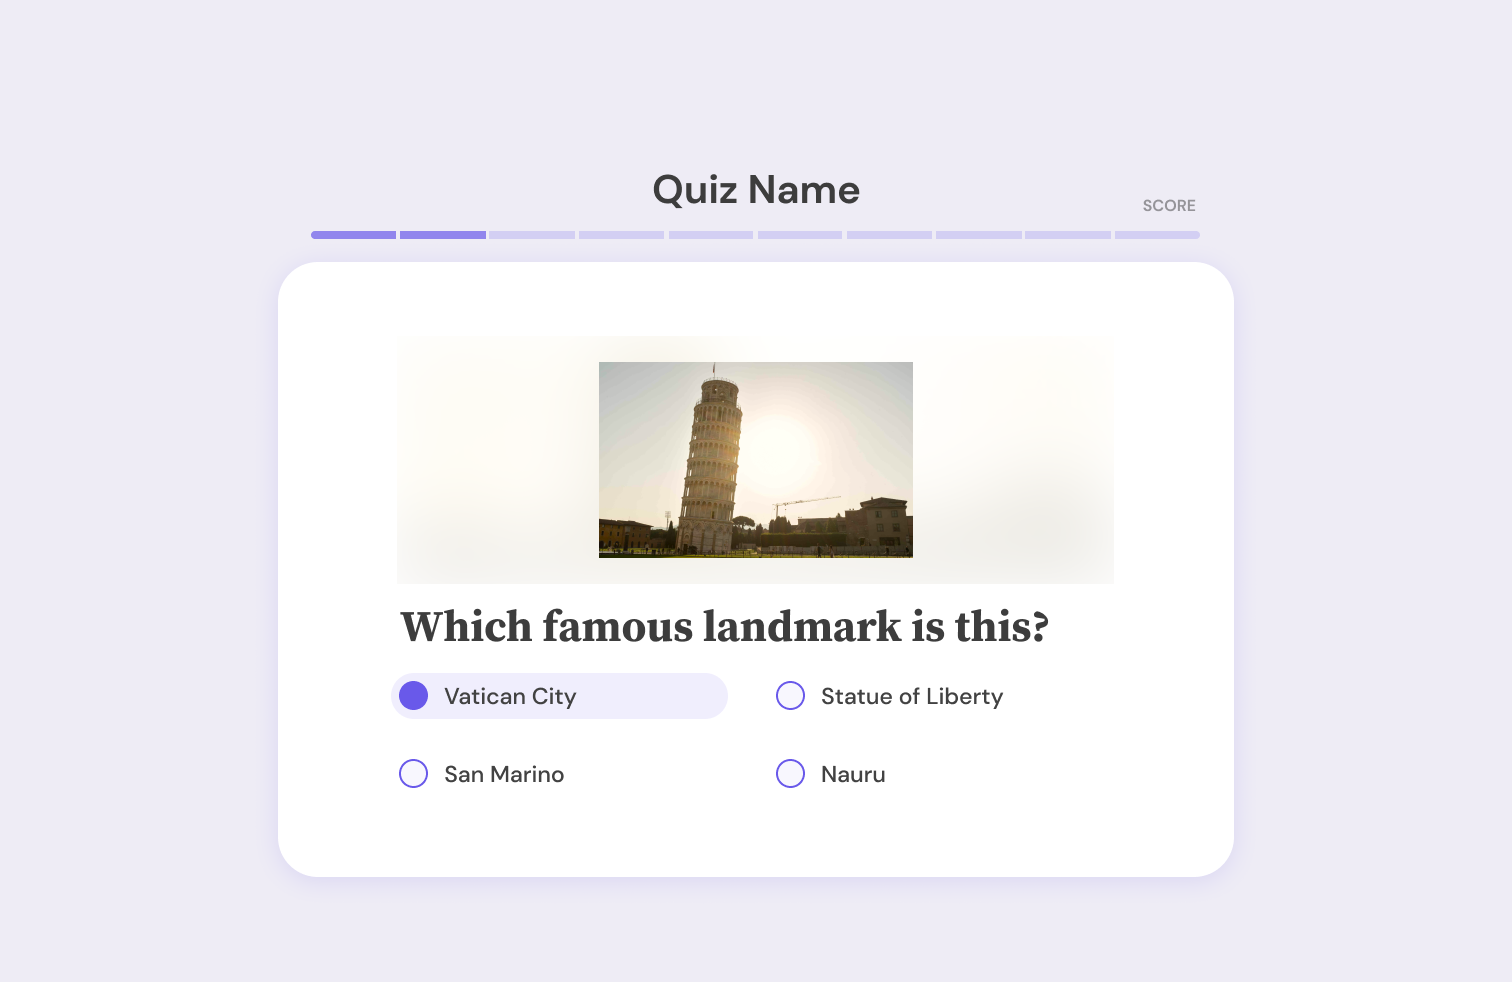 Quiz Name
SCORE
Which famous landmark is this?
Vatican City
Statue of Liberty
San Marino
Nauru